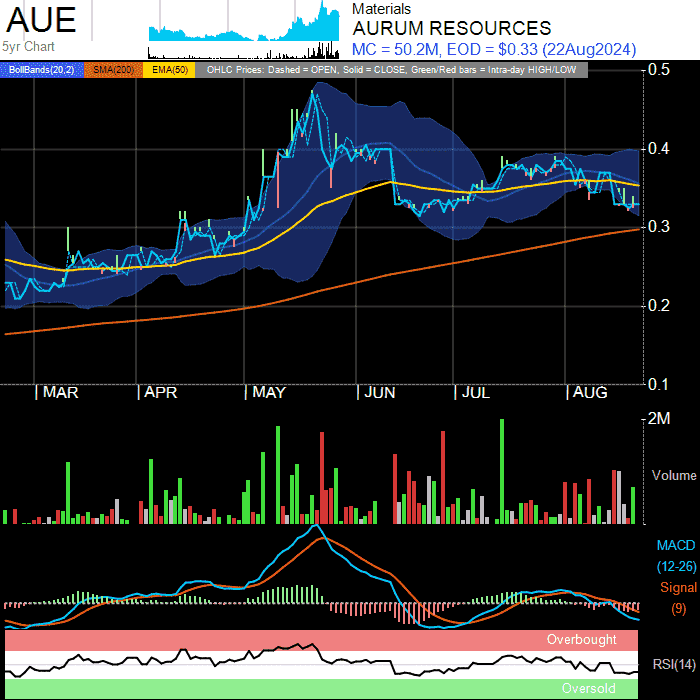 AUE
5yr Chart
Materials
AURUM RESOURCES
MC = 50.2M, EOD = $0.33 (22Aug2024)
BollBands(20,2) SMA(200) EMA(50) OHLC Prices: Dashed = OPEN, Solid = CLOSE, Green/Red bars = Intra-day HIGH/LOW
0.5
0.4
0.3
0.2
0.1
| MAR | APR | MAY | JUN | JUL | AUG
2M
Volume
MACD
(12-26)
Signal
(9)
Overbought
RSI(14)
Oversold